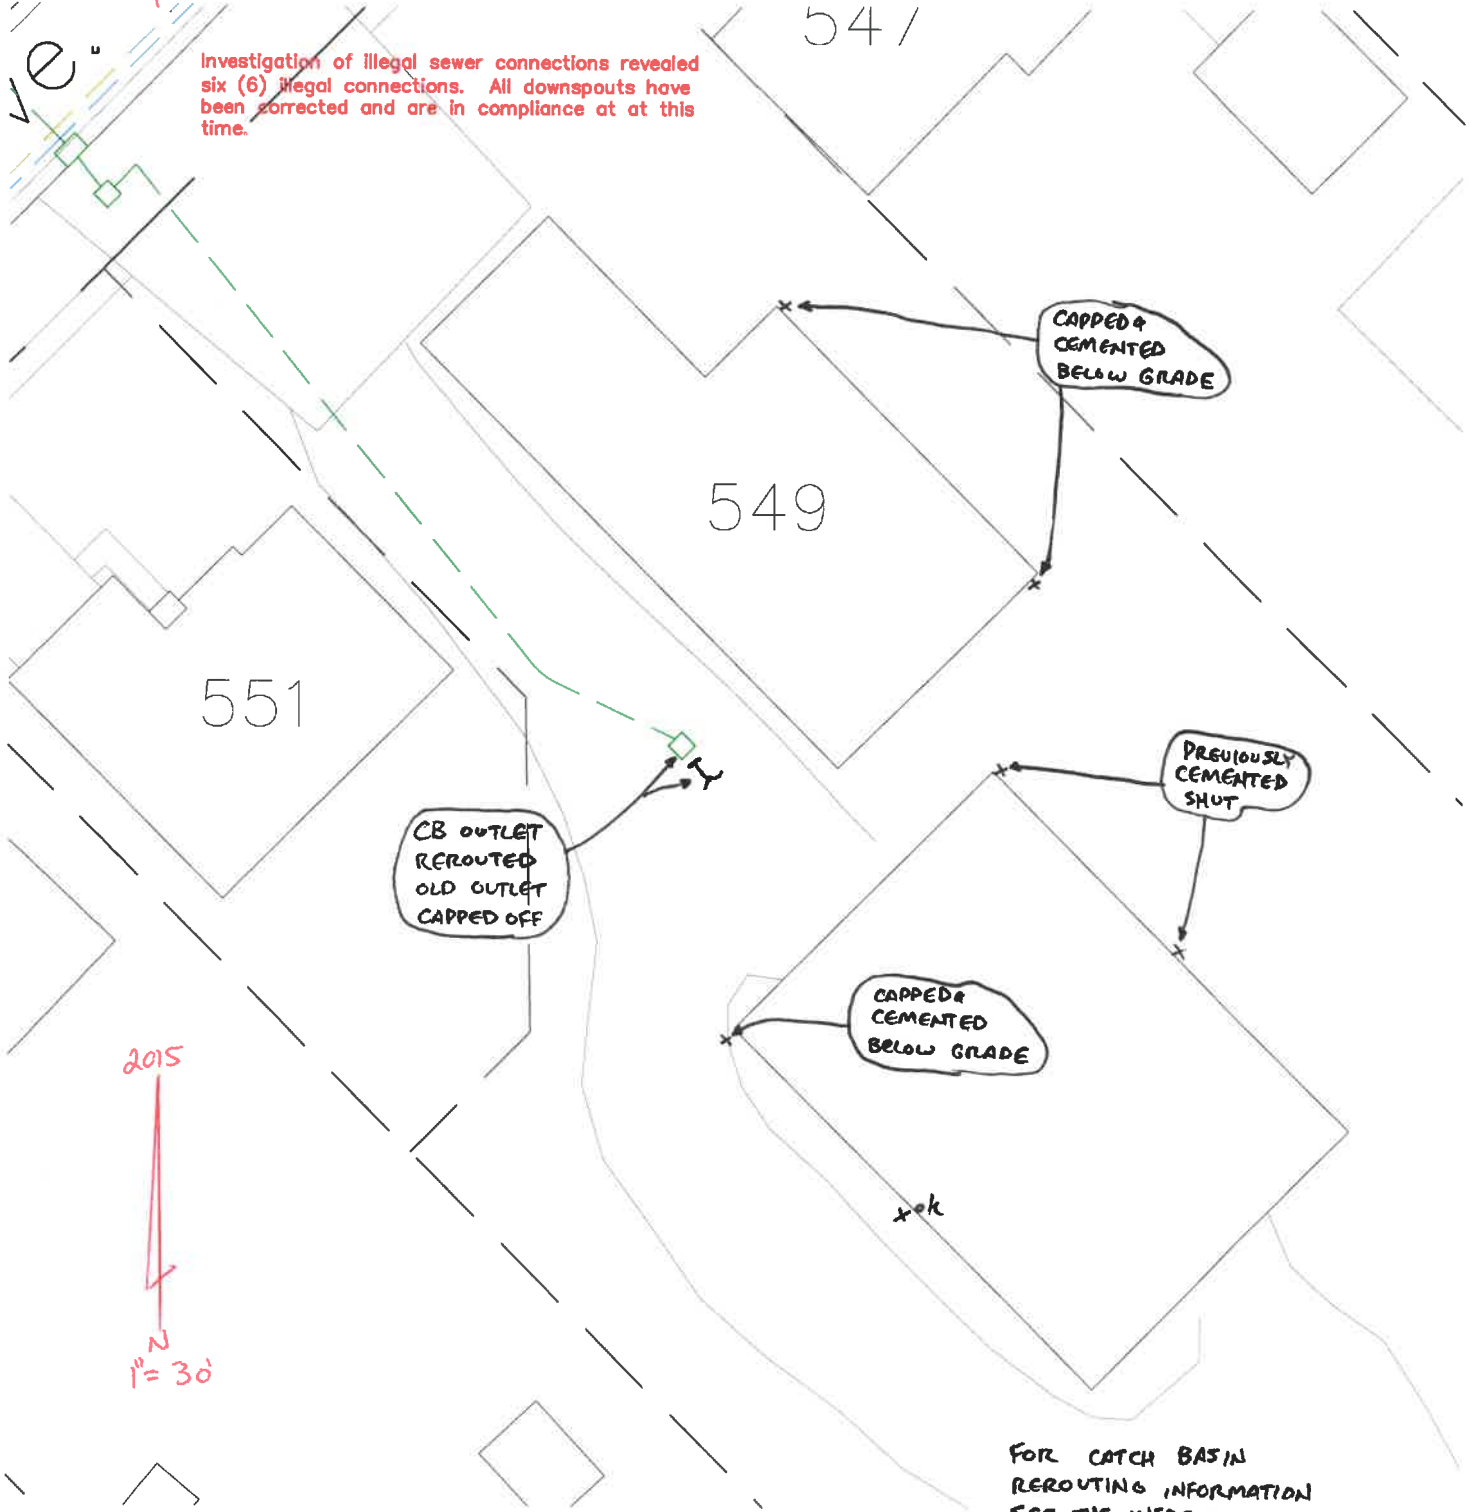 ve.
547
Investigation of illegal sewer connections revealed
six (6) illegal connections. All downspouts have
been corrected and are in compliance at at this
time.
CAPPED &
CEMENTED
BELOW GRADE
549
551
PREVIOUSLY
CEMENTED
SHUT
CB OUTLET
REROUTED
OLD OUTLET
CAPPED OFF
CAPPED &
CEMENTED
BELOW GRADE
2015
N
1"= 30'
ok
FOR CATCH BASIN
REROUTING INFORMATION